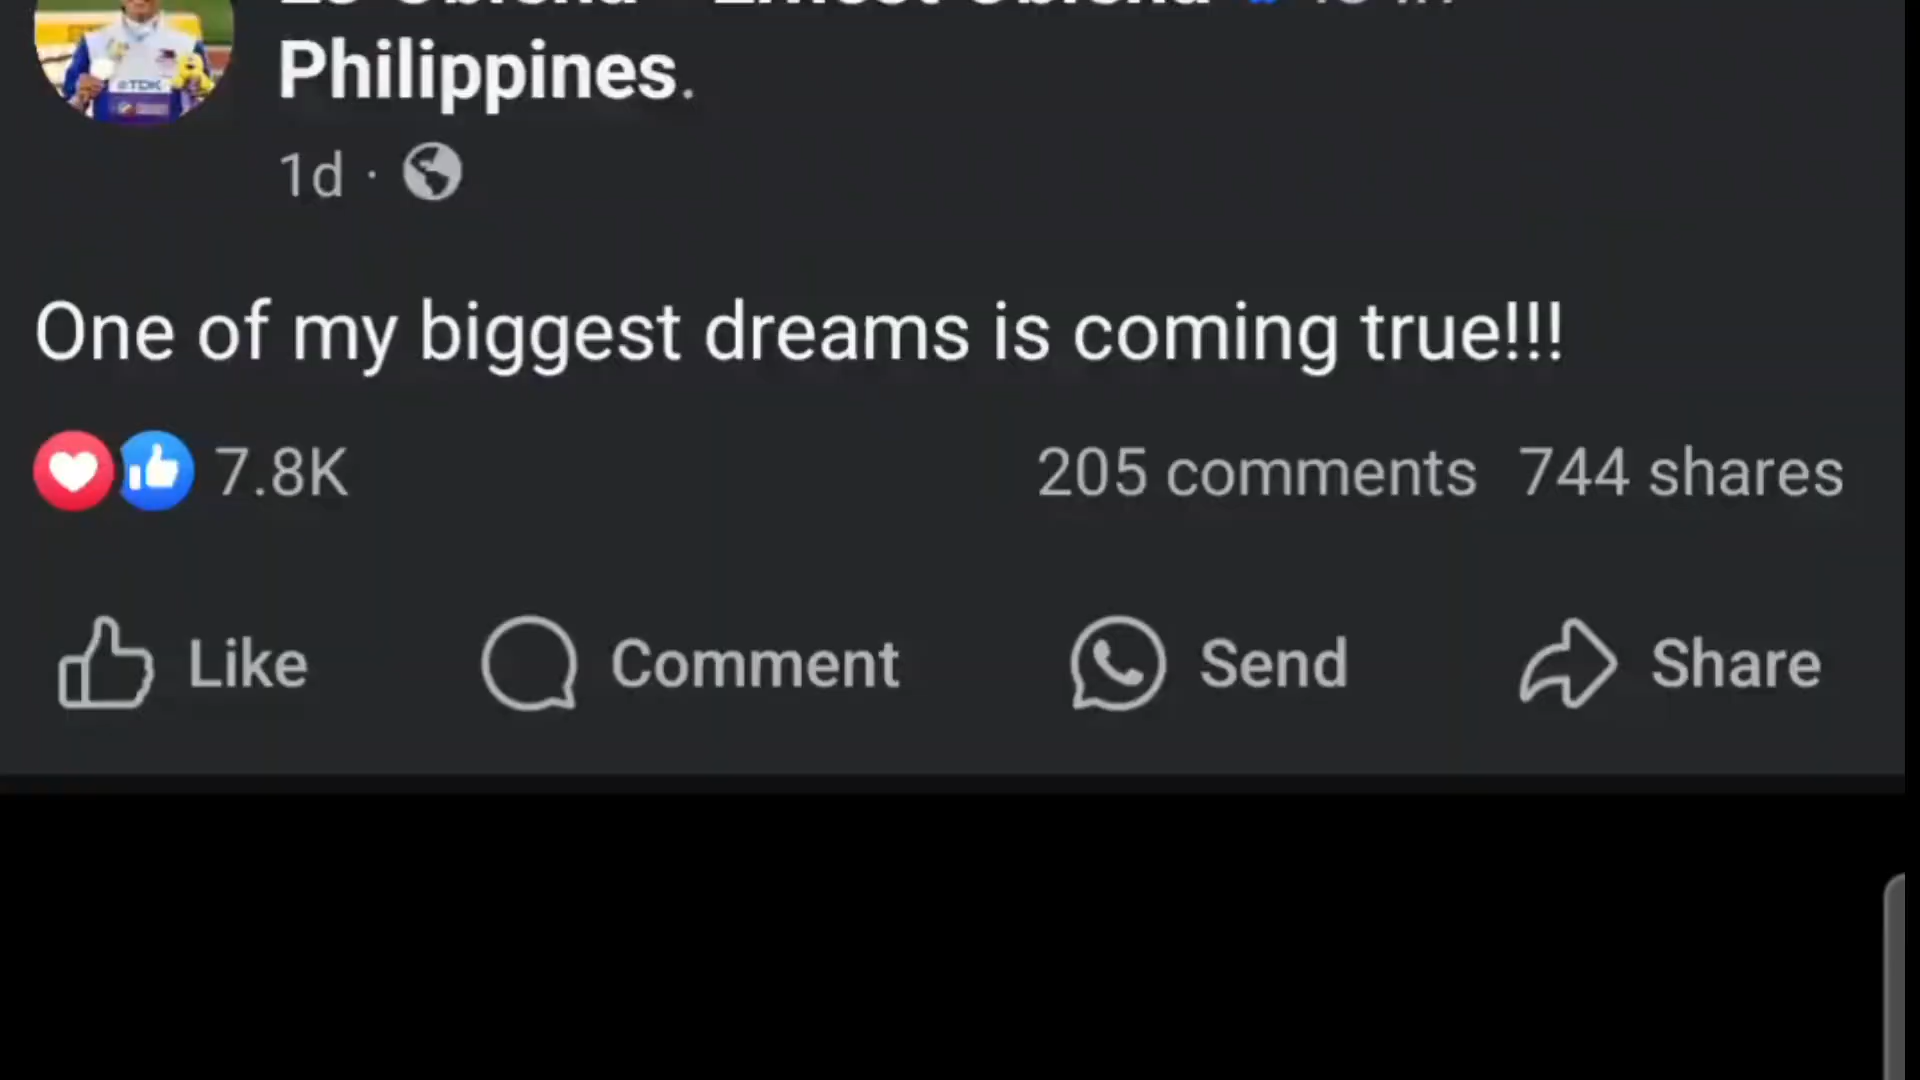 Philippines.
1d ·
One of my biggest dreams is coming true!!!
7.8K 205 comments 744 shares
Like Comment Send Share